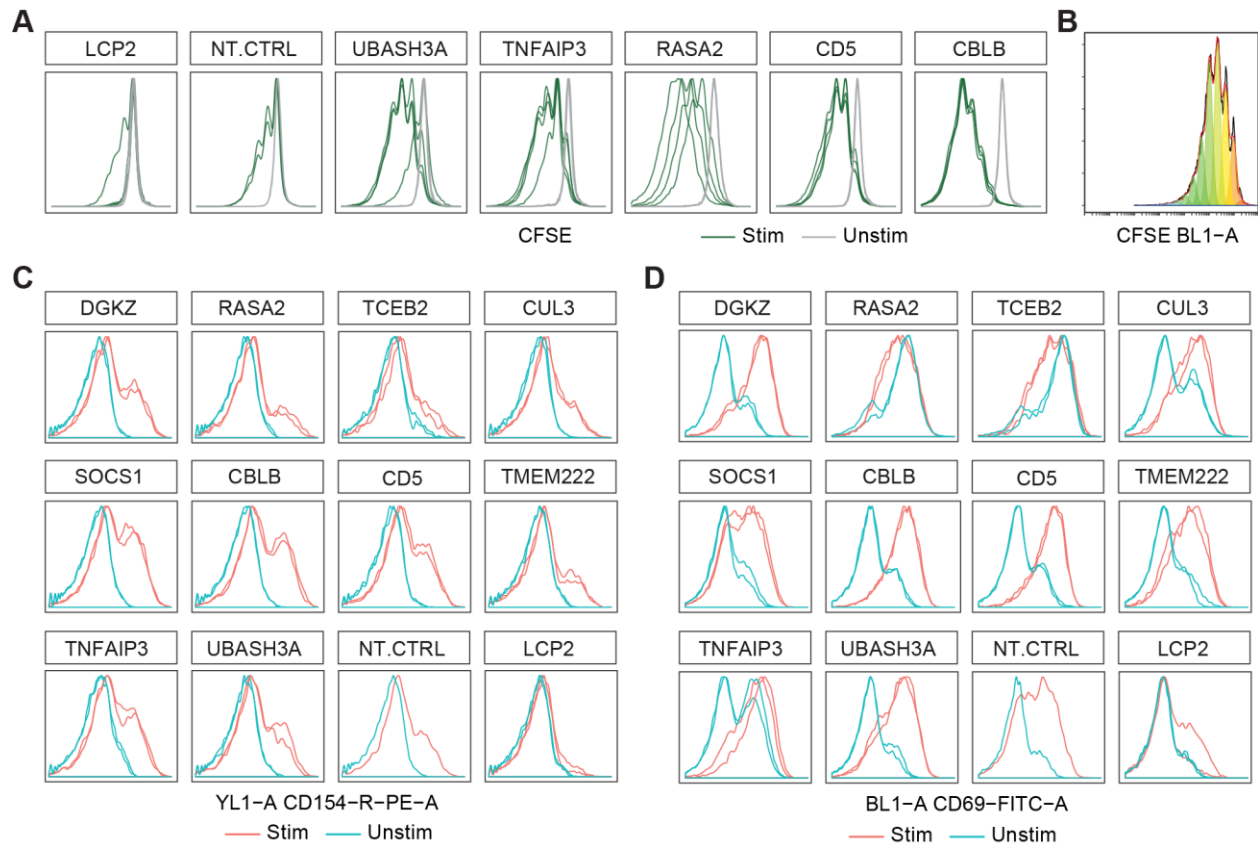 A
B
LCP2 NT.CTRL UBASH3A TNFAIP3 RASA2 CD5 CBLB
CFSE
Stim Unstim
CFSE BL1−A
C
D
DGKZ RASA2 TCEB2 CUL3
SOCS1 CBLB CD5 TMEM222
TNFAIP3 UBASH3A NT.CTRL LCP2
YL1−A CD154−R−PE−A
Stim Unstim
DGKZ RASA2 TCEB2 CUL3
SOCS1 CBLB CD5 TMEM222
TNFAIP3 UBASH3A NT.CTRL LCP2
BL1−A CD69−FITC−A
Stim Unstim